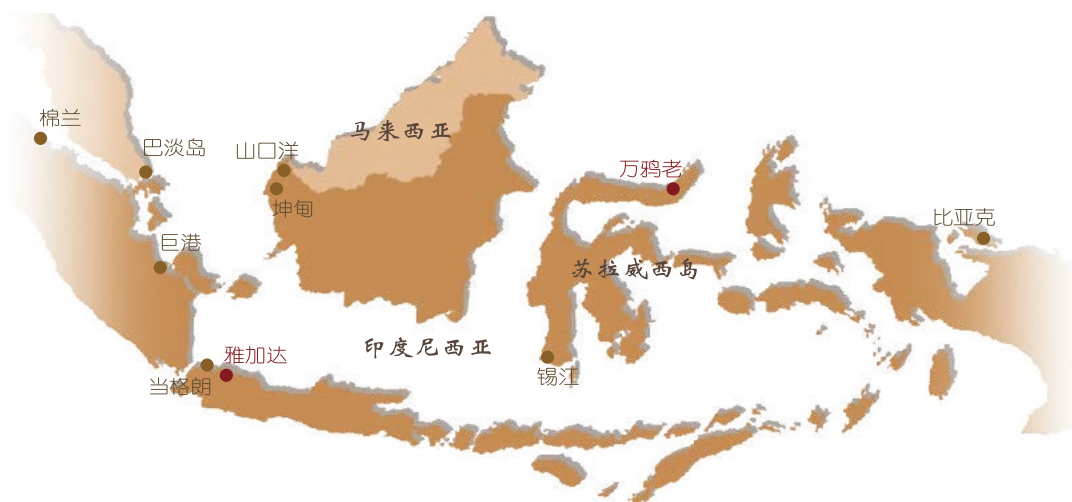 棉兰
马来西亚
巴淡岛
山口洋
万鸦老
坤甸
比亚克
巨港
苏拉威西岛
印度尼西亚
雅加达
锡江
当格朗